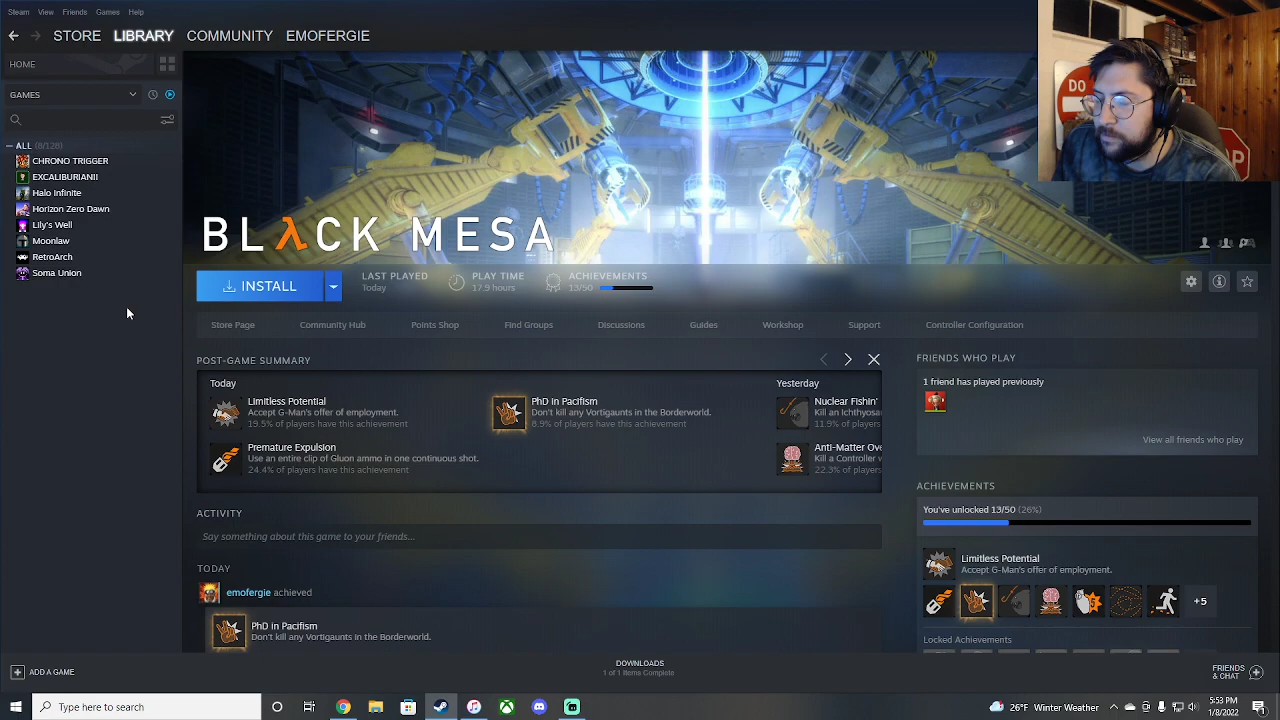 Steam View Friends Games Help
STORE LIBRARY COMMUNITY EMOFERGIE
HOME
GAMES
ALL (8/128)
CHRONO TRIGGER
EXCALIBURIANII
Halo Infinite
Horizon Zero Dawn
Lily's Well
Moonlaw
RetroArch
Soma Union
DO
OP
BLλCK MESA
INSTALL
LAST PLAYED
Today
PLAY TIME
17.9 hours
ACHIEVEMENTS
13/50
Store Page Community Hub Points Shop Find Groups Discussions Guides Workshop Support Controller Configuration
POST-GAME SUMMARY
Today
Limitless Potential
Accept G-Man's offer of employment.
19.5% of players have this achievement
Premature Expulsion
Use an entire clip of Gluon ammo in one continuous shot.
24.4% of players have this achievement
PhD in Pacifism
Don't kill any Vortigaunts in the Borderworld.
8.9% of players have this achievement
Yesterday
Nuclear Fishin'
Kill an Ichthyosa
11.9% of players
Anti-Matter Ove
Kill a Controller w
22.3% of players
ACTIVITY
Say something about this game to your friends...
TODAY
emofergie achieved
PhD in Pacifism
Don't kill any Vortigaunts in the Borderworld.
FRIENDS WHO PLAY
1 friend has played previously
View all friends who play
ACHIEVEMENTS
You've unlocked 13/50 (26%)
Limitless Potential
Accept G-Man's offer of employment.
+5
Locked Achievements
ADD A GAME
DOWNLOADS
1 of 1 Items Complete
FRIENDS
& CHAT
Type here to search
26°F Windy
5:53 PM
1/8/2022